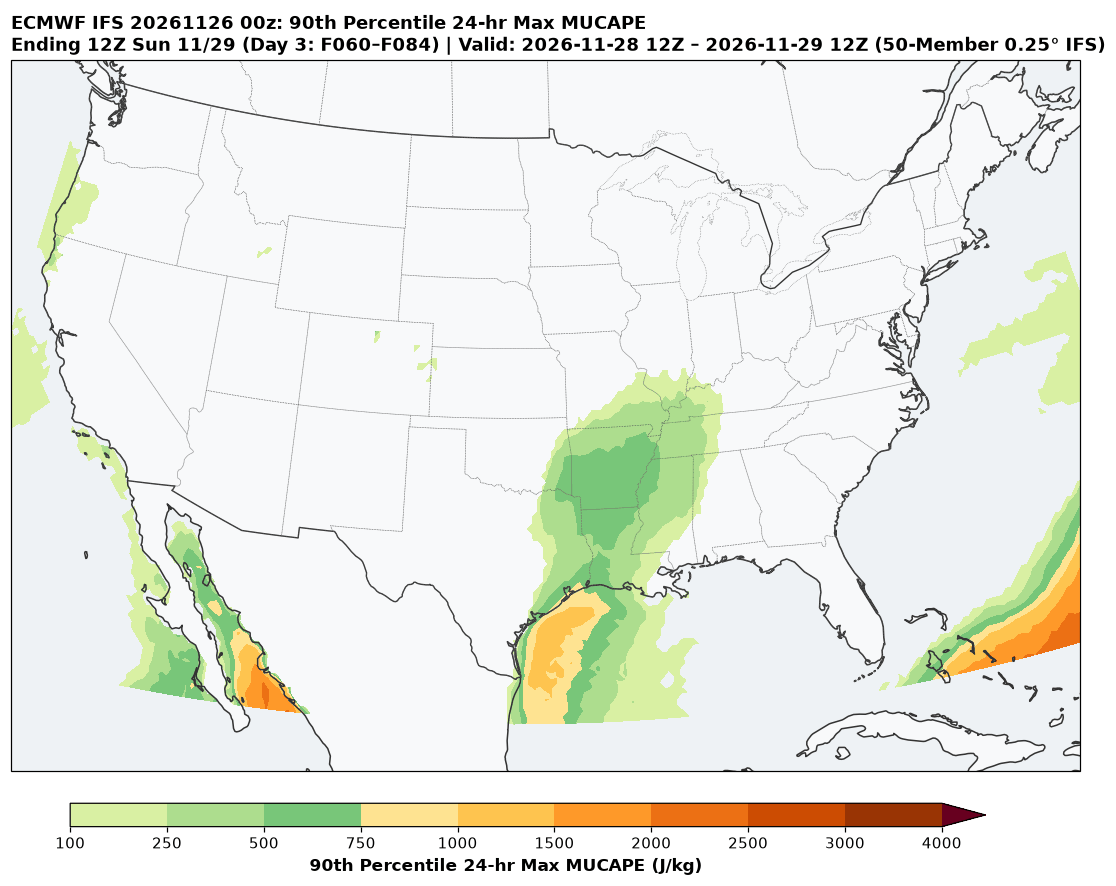 ECMWF IFS 20261126 00z: 90th Percentile 24-hr Max MUCAPE
Ending 12Z Sun 11/29 (Day 3: F060–F084) | Valid: 2026-11-28 12Z – 2026-11-29 12Z (50-Member 0.25° IFS)
100 250 500 750 1000 1500 2000 2500 3000 4000
90th Percentile 24-hr Max MUCAPE (J/kg)